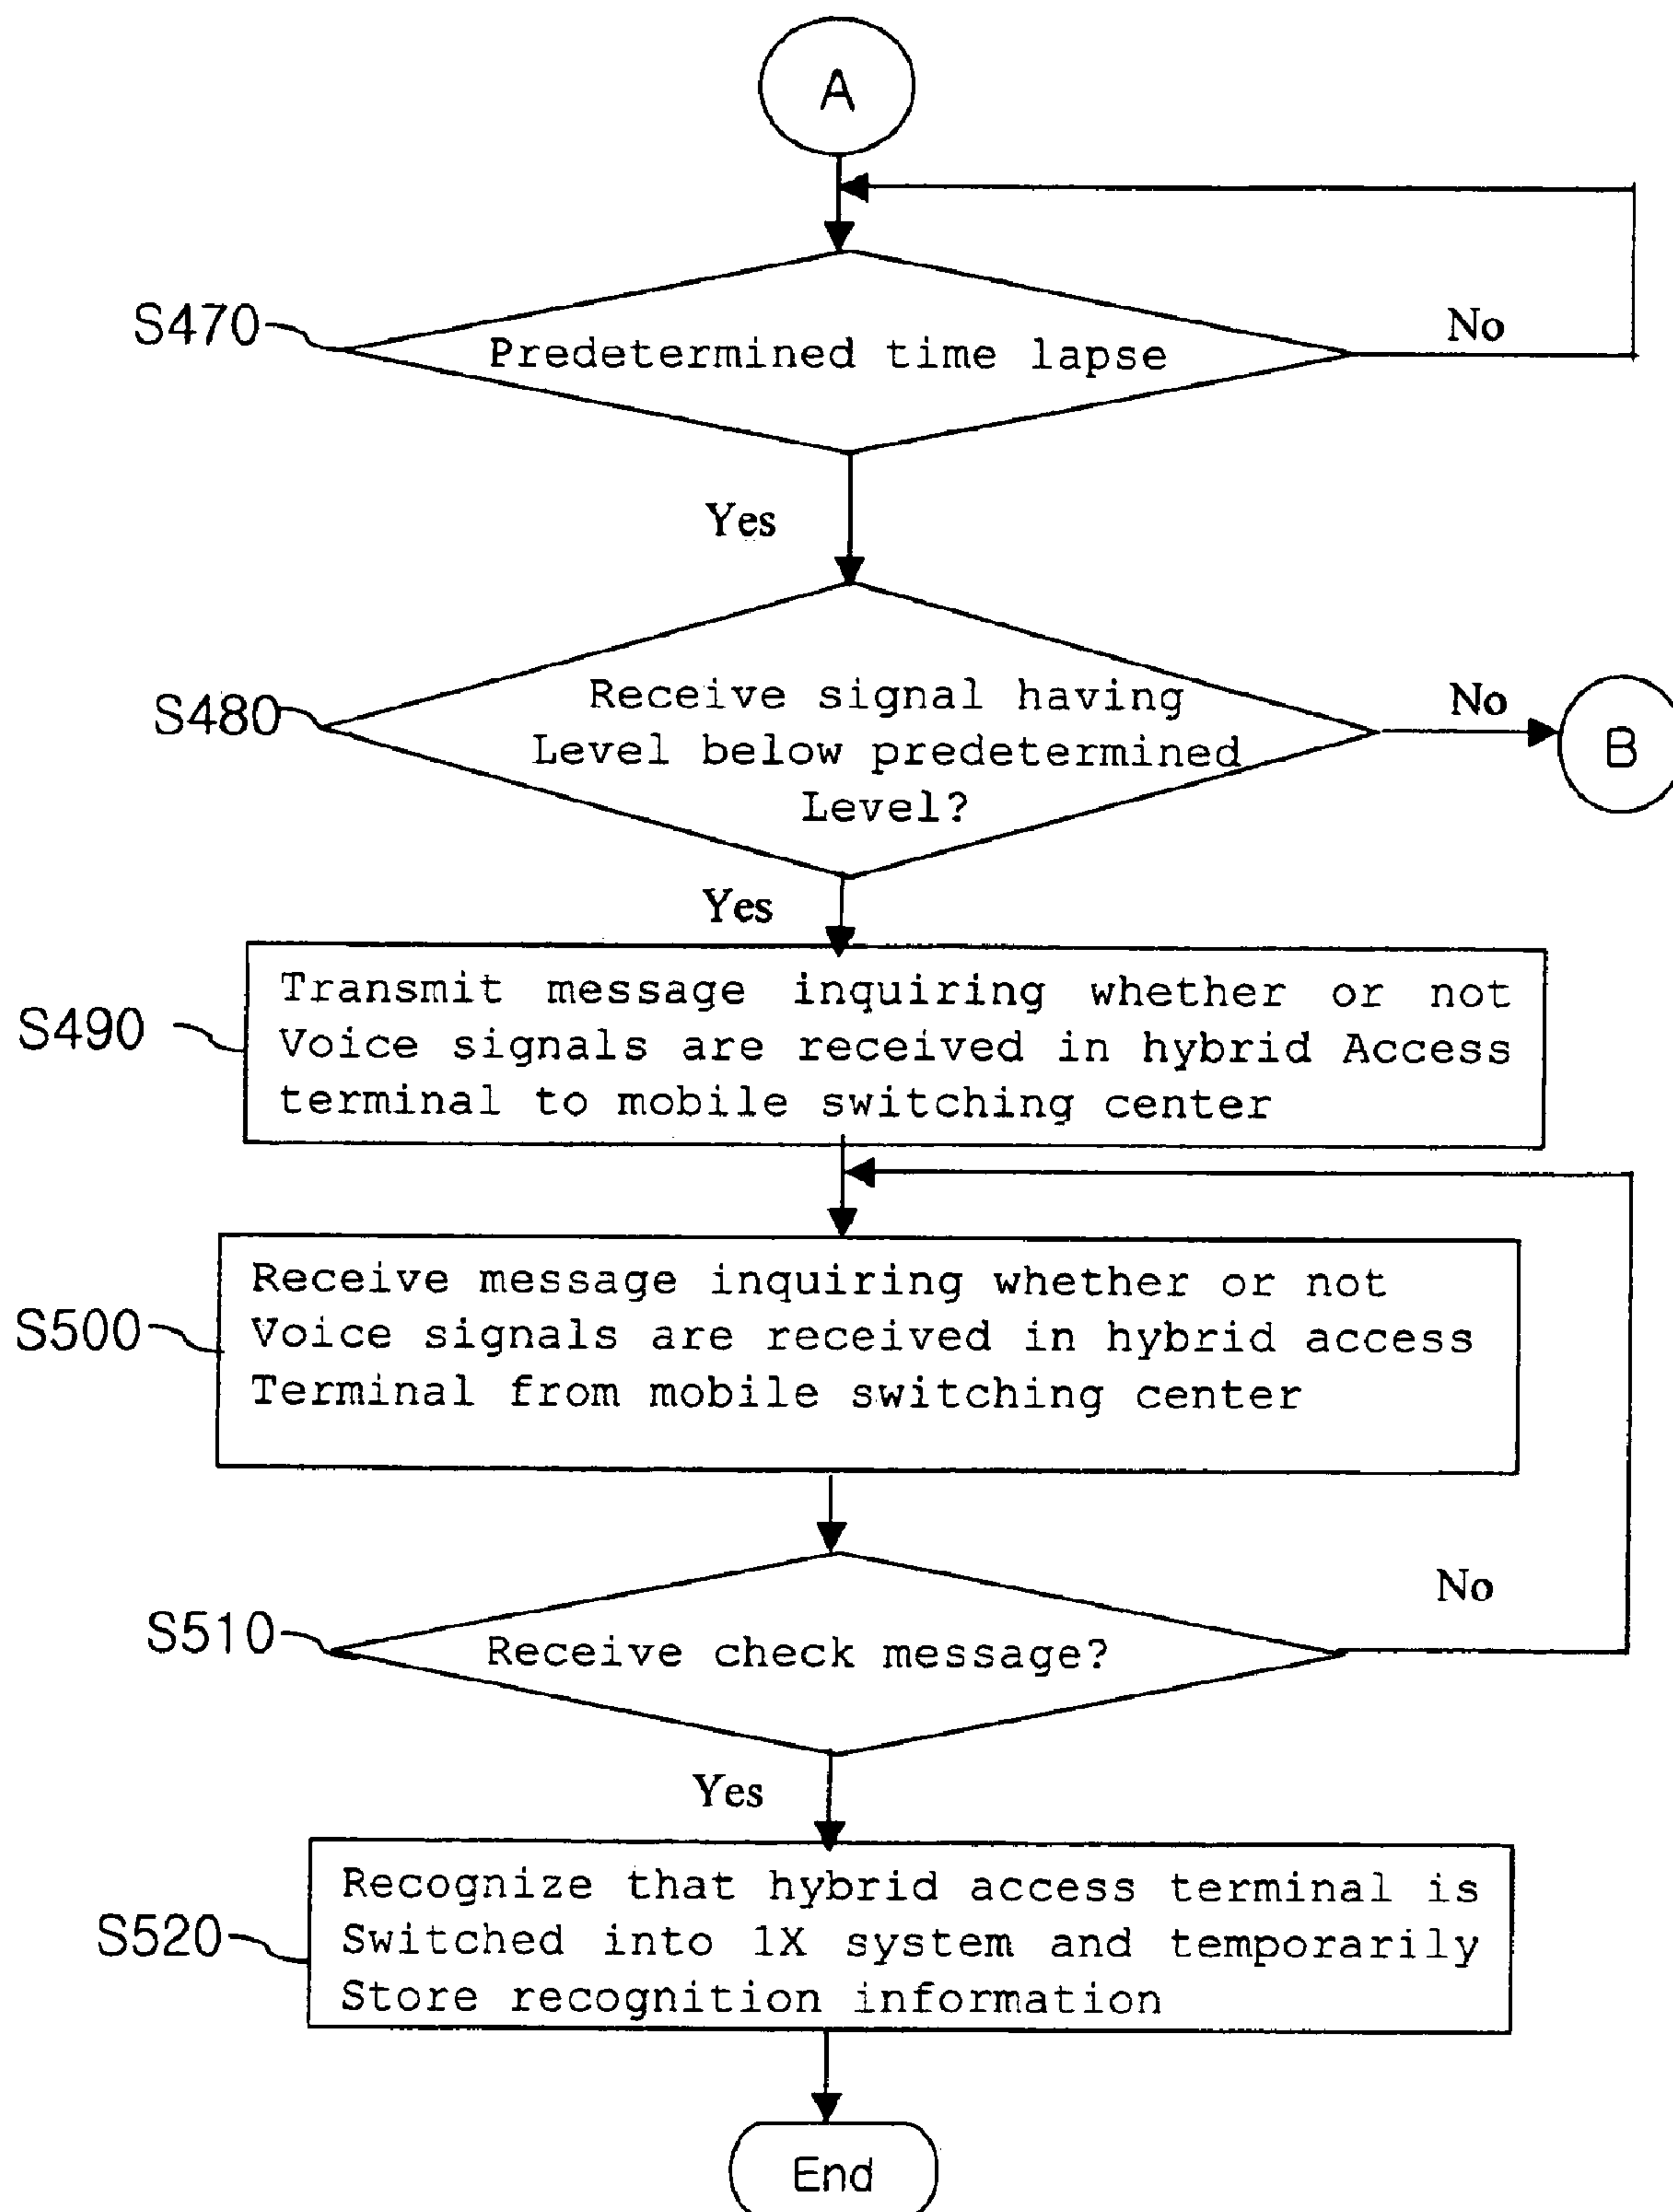 A
S470
Predetermined time lapse
No
Yes
S480
Receive signal having
Level below predetermined
Level?
No
B
Yes
S490
Transmit message inquiring whether or not
Voice signals are received in hybrid Access
terminal to mobile switching center
S500
Receive message inquiring whether or not
Voice signals are received in hybrid access
Terminal from mobile switching center
S510
Receive check message?
No
Yes
S520
Recognize that hybrid access terminal is
Switched into 1X system and temporarily
Store recognition information
End